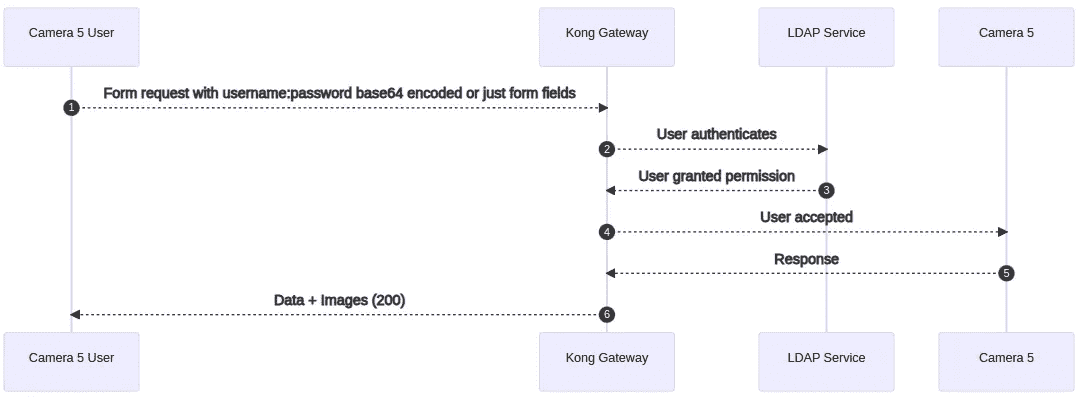 Camera 5 User
Kong Gateway
LDAP Service
Camera 5
Form request with username:password base64 encoded or just form fields
1
User authenticates
2
User granted permission
3
User accepted
4
Response
5
Data + Images (200)
6
Camera 5 User
Kong Gateway
LDAP Service
Camera 5